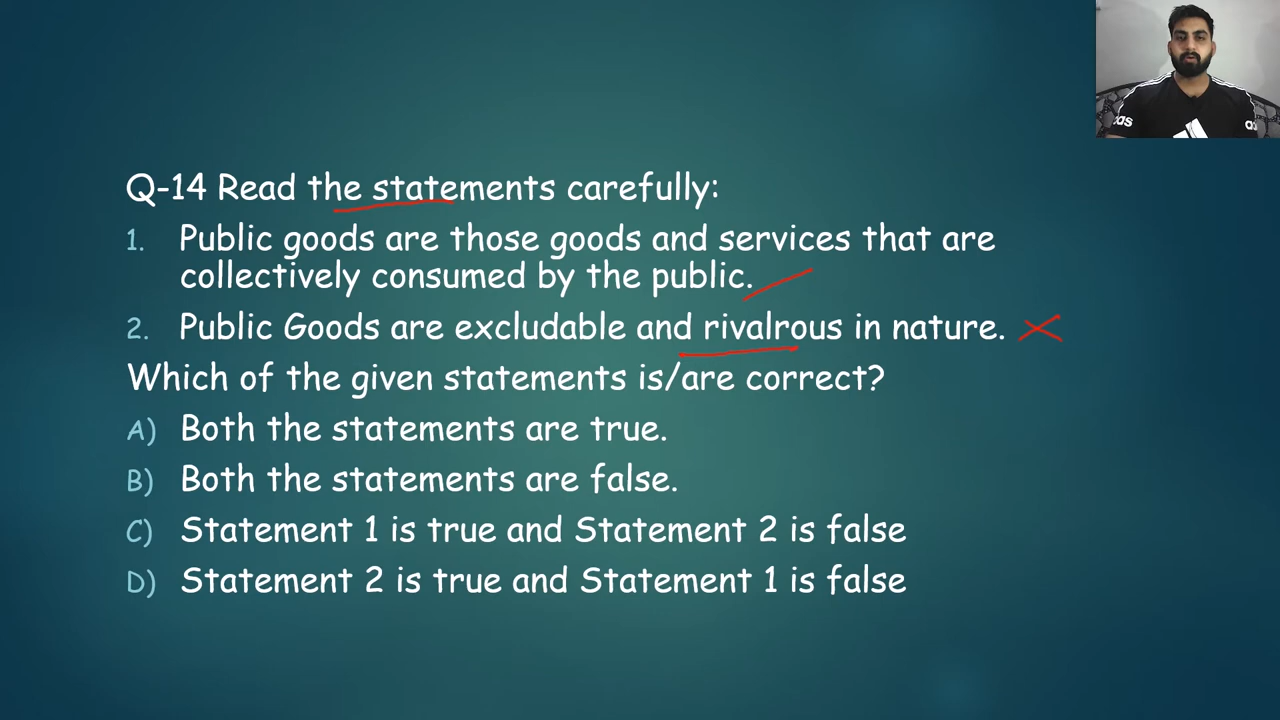 Q-14 Read the statements carefully:
1. Public goods are those goods and services that are
collectively consumed by the public.
2. Public Goods are excludable and rivalrous in nature.
Which of the given statements is/are correct?
A) Both the statements are true.
B) Both the statements are false.
C) Statement 1 is true and Statement 2 is false
D) Statement 2 is true and Statement 1 is false